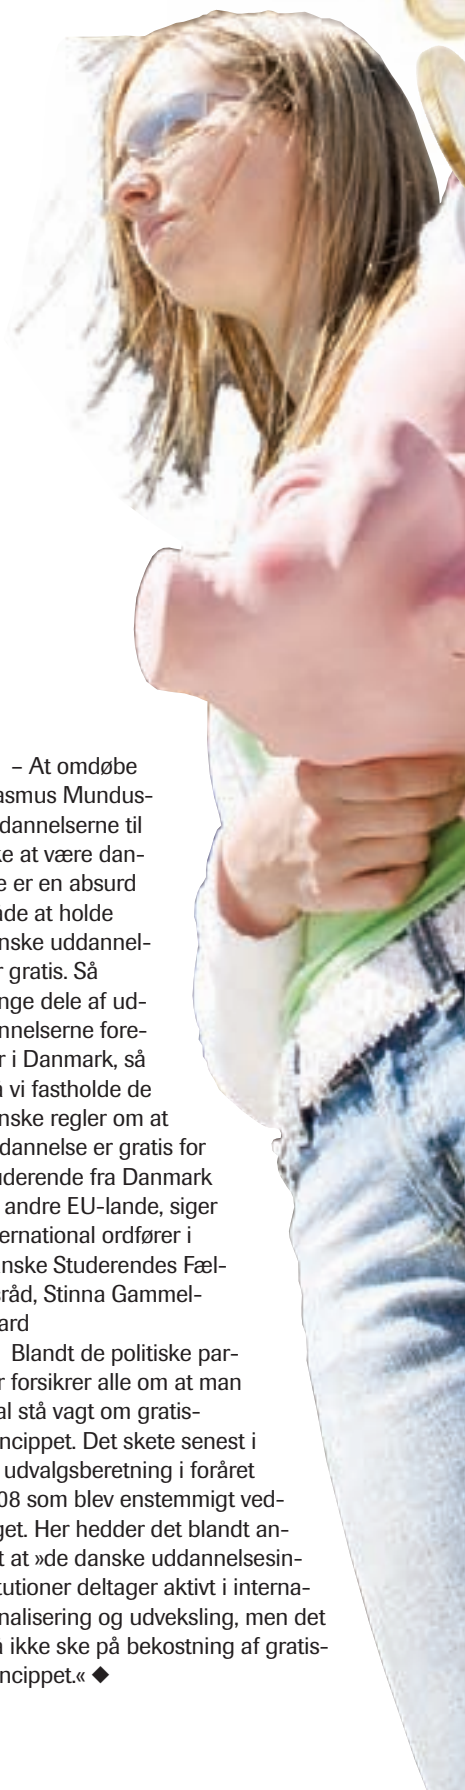 – At omdøbe
asmus Mundus-
dannelserne til
ke at være dan-
e er en absurd
de at holde
nske uddannel-
r gratis. Så
nge dele af ud-
nnelserne fore-
r i Danmark, så
vi fastholde de
nske regler om at
dannelse er gratis for
uderende fra Danmark
andre EU-lande, siger
ernational ordfører i
nske Studerendes Fæl-
råd, Stinna Gammel-
ard
Blandt de politiske par-
r forsikrer alle om at man
al stå vagt om gratis-
ncippet. Det skete senest i
udvalgsberetning i foråret
08 som blev enstemmigt ved-
get. Her hedder det blandt an-
t at »de danske uddannelsesin-
tutioner deltager aktivt i interna-
nalisering og udveksling, men det
ikke ske på bekostning af gratis-
ncippet.« ◆